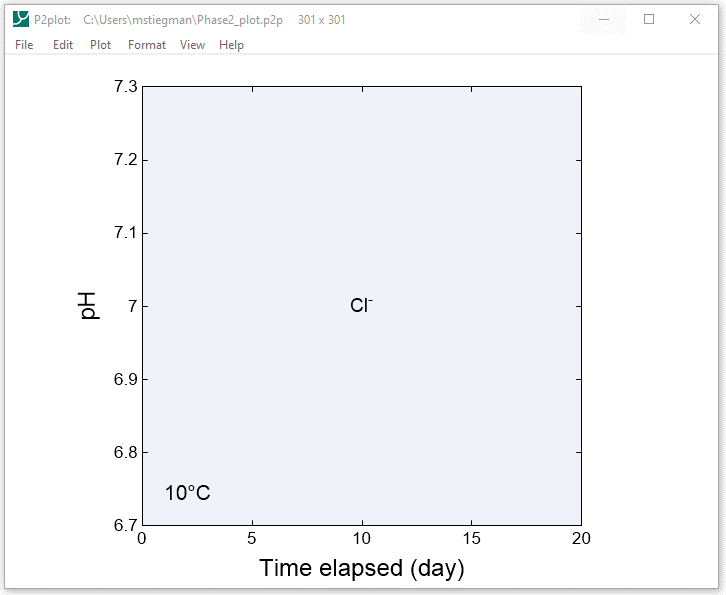 P2plot: C:\Users\mstiegman\Phase2_plot.p2p 301 x 301
File Edit Plot Format View Help
7.3
7.2
7.1
7
6.9
6.8
6.7
pH
Cl⁻
10°C
0 5 10 15 20
Time elapsed (day)